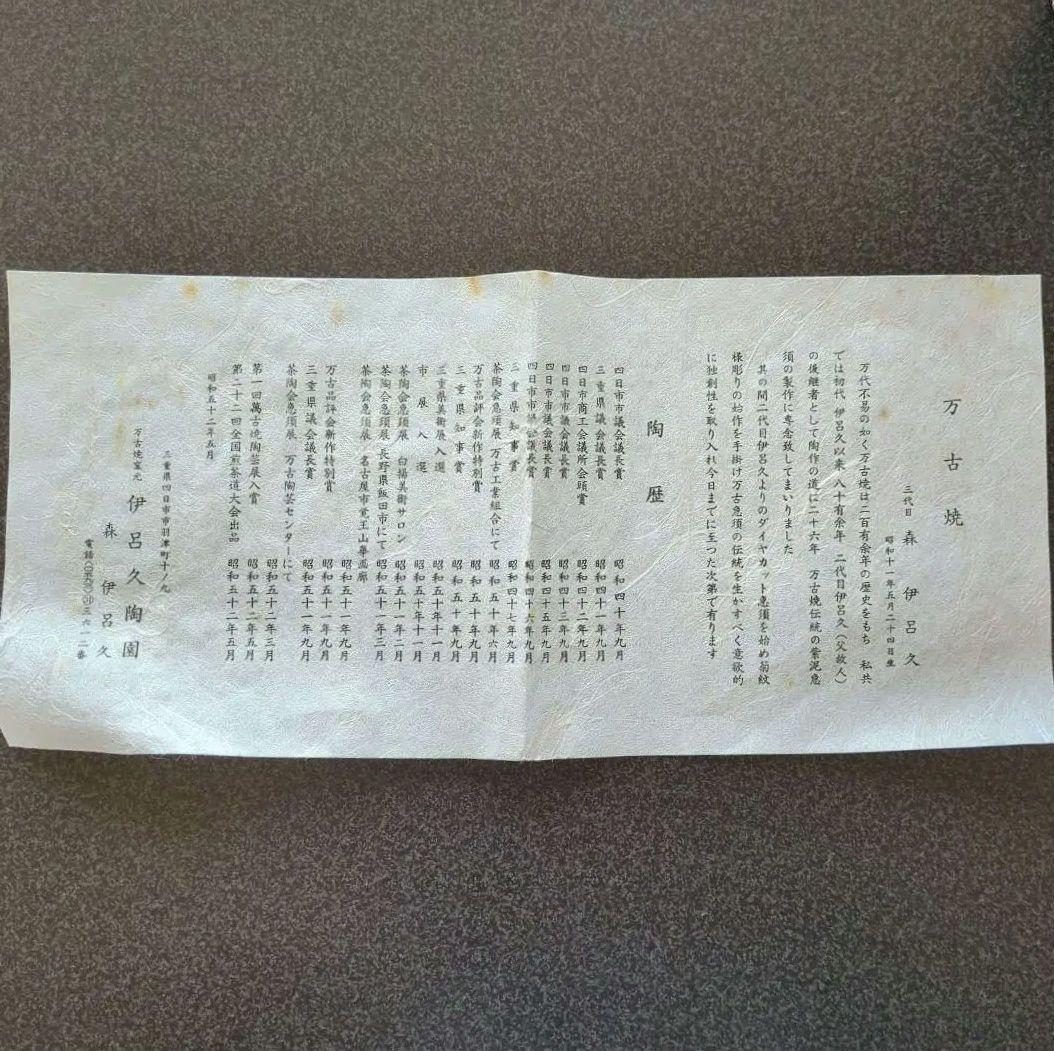 万古焼
三代目 森 伊呂久
昭和十一年五月二十四日生
万代不易の如く万古焼は二百有余年の歴史をもち 私共
では初代 伊呂久以来八十有余年 二代目伊呂久(父故人)
の後継者として陶作の道に二十六年 万古焼伝統の紫泥急
須の製作に専念致してまいりました
其の間二代目伊呂久よりのダイヤカット急須を始め菊紋
様彫りの始作を手掛け万古急須の伝統を生かすべく意欲的
に独創性を取り入れ今日までに至つた次第で有ります
陶歴
四日市市議会議長賞 昭和四十年九月
三重県議会議長賞 昭和四十一年九月
四日市商工会議所会頭賞 昭和四十二年九月
四日市市議会議長賞 昭和四十三年九月
四日市市議会議長賞 昭和四十五年九月
四日市市議会議長賞 昭和四十六年九月
三重県知事賞 昭和四十七年九月
茶陶会急須展 万古工業組合にて 昭和五十年六月
万古品評会新作特別賞 昭和五十年九月
三重県知事賞 昭和五十年九月
三重県美術展入選 昭和五十年十一月
市展入選 昭和五十年十月
茶陶会急須展 白楊美術サロン 昭和五十一年二月
茶陶会急須展 長野県飯田市にて 昭和五十一年三月
茶陶会急須展 名古屋市覚王山華画廊
万古品評会新作特別賞 昭和五十一年九月
三重県議会議長賞 昭和五十一年九月
茶陶会急須展 万古陶芸センターにて
第一回萬古焼陶芸展入賞 昭和五十二年三月
第二十二回全国煎茶道大会出品 昭和五十二年五月
昭和五十二年五月
三重県四日市市羽津町十ノ九
万古焼窯元 伊呂久陶園
森 伊呂久
電話 三六一二番